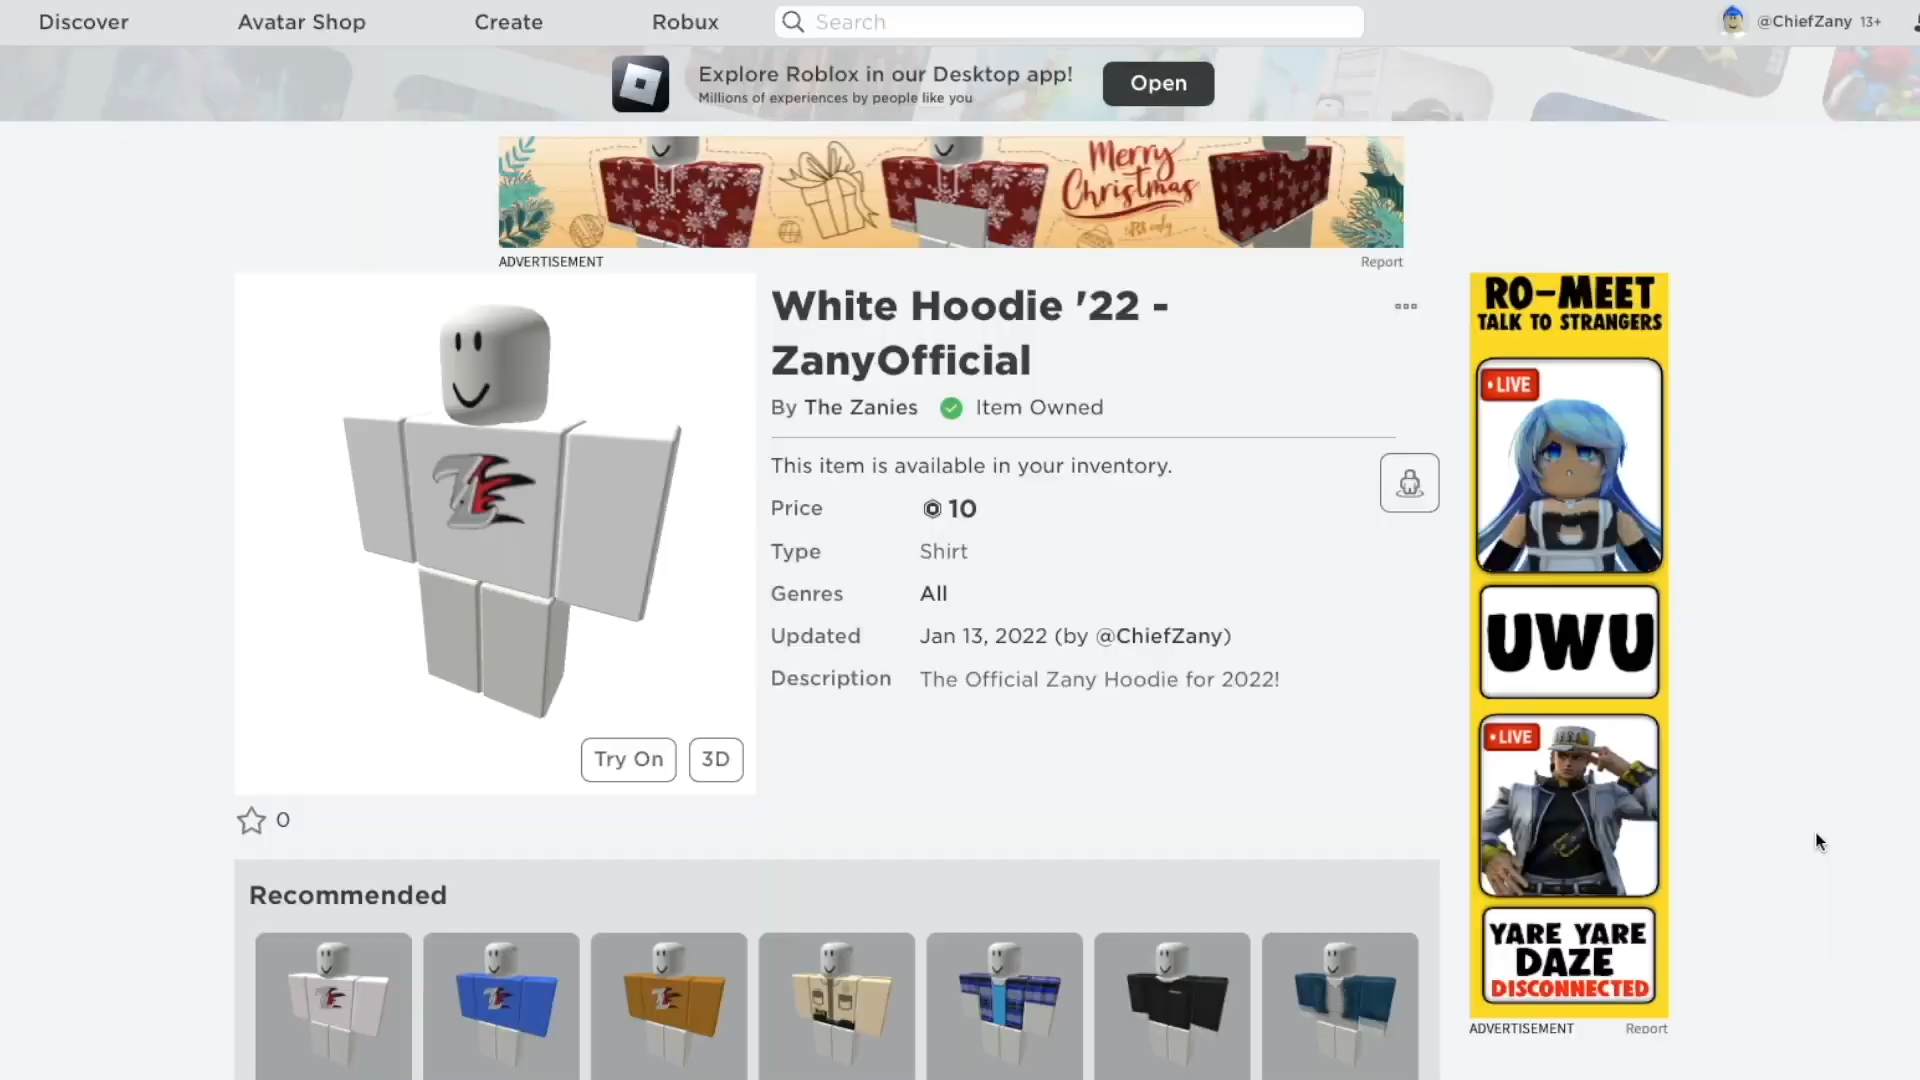 Discover
Avatar Shop
Create
Robux
Search
@ChiefZany 13+
Explore Roblox in our Desktop app!
Millions of experiences by people like you
Open
Merry
Christmas
ADVERTISEMENT
Report
White Hoodie '22 -
ZanyOfficial
By The Zanies
Item Owned
This item is available in your inventory.
Price 10
Type Shirt
Genres All
Updated Jan 13, 2022 (by @ChiefZany)
Description The Official Zany Hoodie for 2022!
Try On
3D
0
Recommended
RO-MEET
TALK TO STRANGERS
• LIVE
UWU
• LIVE
YARE YARE
DAZE
DISCONNECTED
ADVERTISEMENT
Report